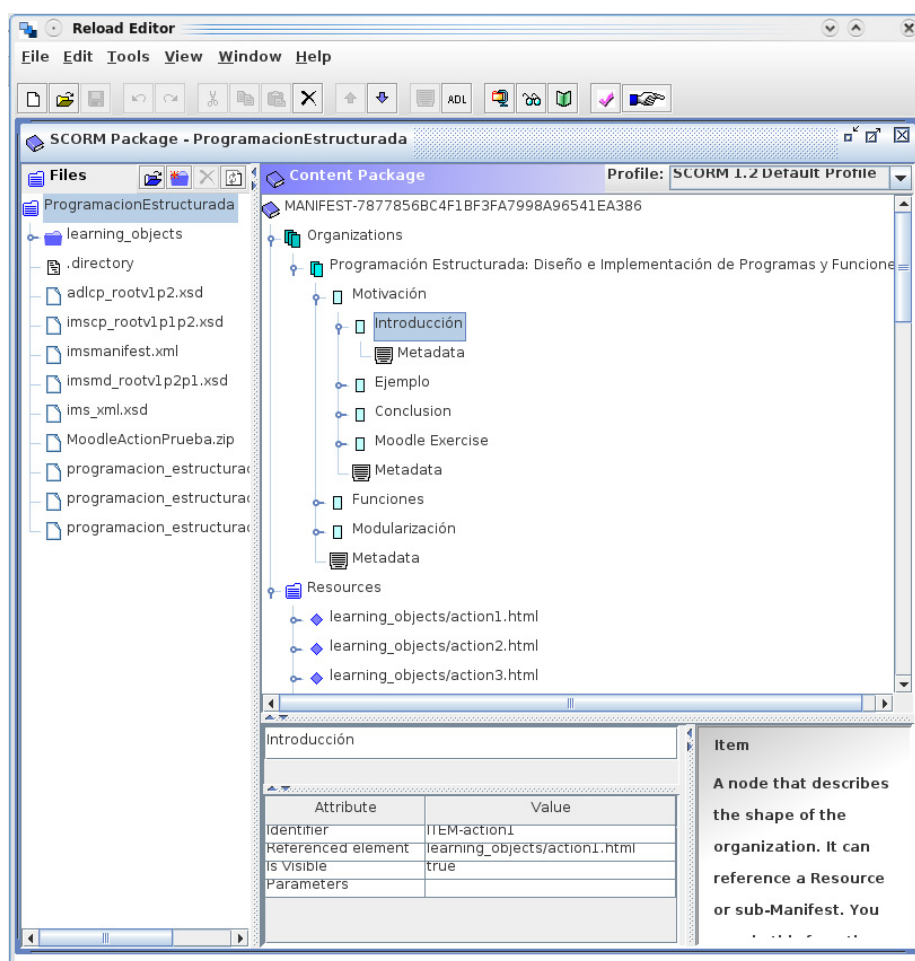 Reload Editor
File Edit Tools View Window Help
ADL
SCORM Package - ProgramacionEstructurada
Files
ProgramacionEstructurada
learning_objects
.directory
adlcp_rootv1p2.xsd
imscp_rootv1p1p2.xsd
imsmanifest.xml
imsmd_rootv1p2p1.xsd
ims_xml.xsd
MoodleActionPrueba.zip
programacion_estructurad
programacion_estructurad
programacion_estructurad
Content Package
Profile: SCORM 1.2 Default Profile
MANIFEST-7877856BC4F1BF3FA7998A96541EA386
Organizations
Programación Estructurada: Diseño e Implementación de Programas y Funcione
Motivación
Introducción
Metadata
Ejemplo
Conclusion
Moodle Exercise
Metadata
Funciones
Modularización
Metadata
Resources
learning_objects/action1.html
learning_objects/action2.html
learning_objects/action3.html
Introducción
Attribute Value
Identifier ITEM-action1
Referenced element learning_objects/action1.html
Is Visible true
Parameters
Item
A node that describes
the shape of the
organization. It can
reference a Resource
or sub-Manifest. You